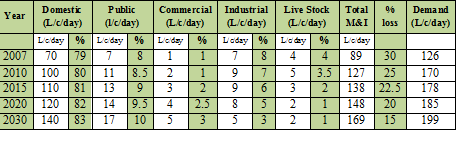 Year Domestic (L/c/day) Public (l/c/day) Commercial (L/c/day) Industrial (L/c/day) Live Stock (L/c/day) Total M&I % loss Demand (L/c/day)
L/c/day % L/c/day % L/c/day % L/c/day % L/c/day % L/c/day
2007 70 79 7 8 1 1 7 8 4 4 89 30 126
2010 100 80 11 8.5 2 1 9 7 5 3.5 127 25 170
2015 110 81 13 9 3 2 9 6 3 2 138 22.5 178
2020 120 82 14 9.5 4 2.5 8 5 2 1 148 20 185
2030 140 83 17 10 5 3 5 3 2 1 169 15 199